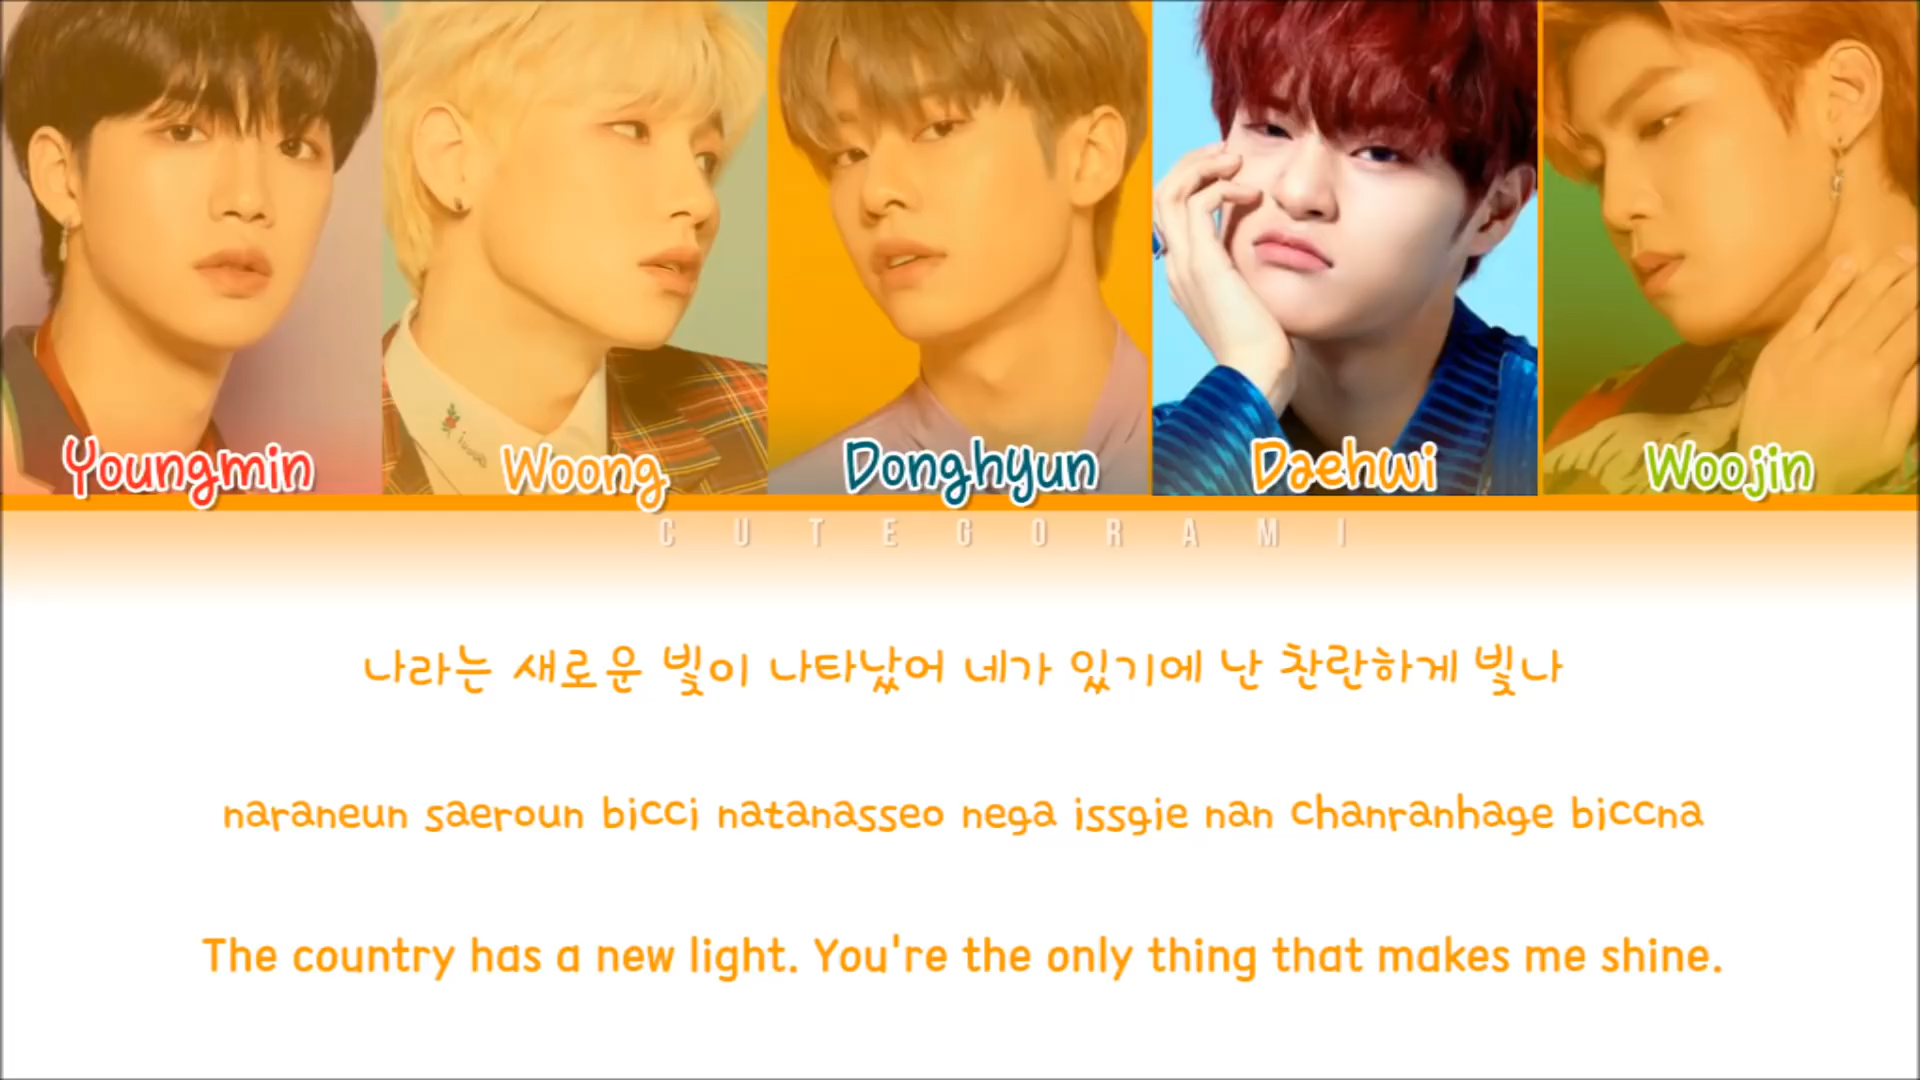 Youngmin Woong Donghyun Daehwi Woojin
CUTEGORAMI
나라는 새로운 빛이 나타났어 네가 있기에 난 찬란하게 빛나
naraneun saeroun bicci natanasseo nega issgie nan chanranhage biccna
The country has a new light. You're the only thing that makes me shine.